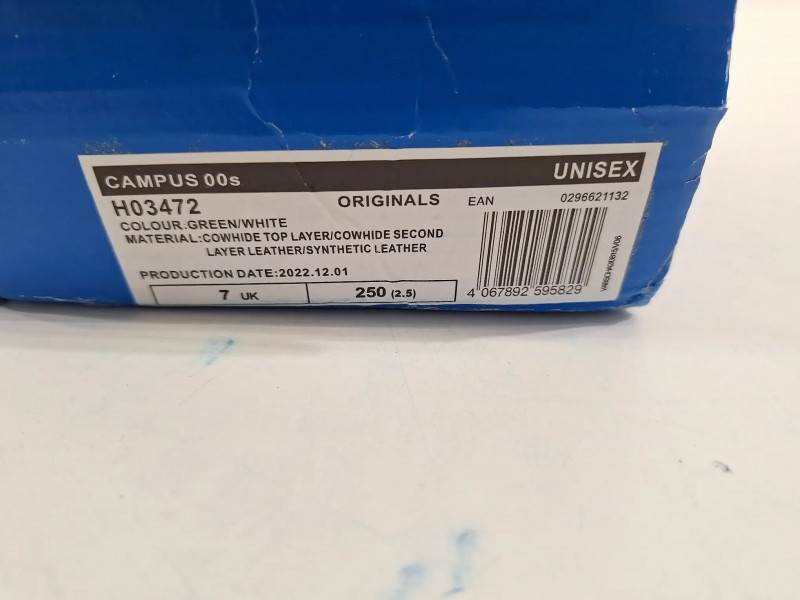 CAMPUS 00s
UNISEX
H03472
ORIGINALS
EAN
0296621132
COLOUR:GREEN/WHITE
MATERIAL:COWHIDE TOP LAYER/COWHIDE SECOND
LAYER LEATHER/SYNTHETIC LEATHER
PRODUCTION DATE:2022.12.01
7 UK
250 (2.5)
4 067892 595829